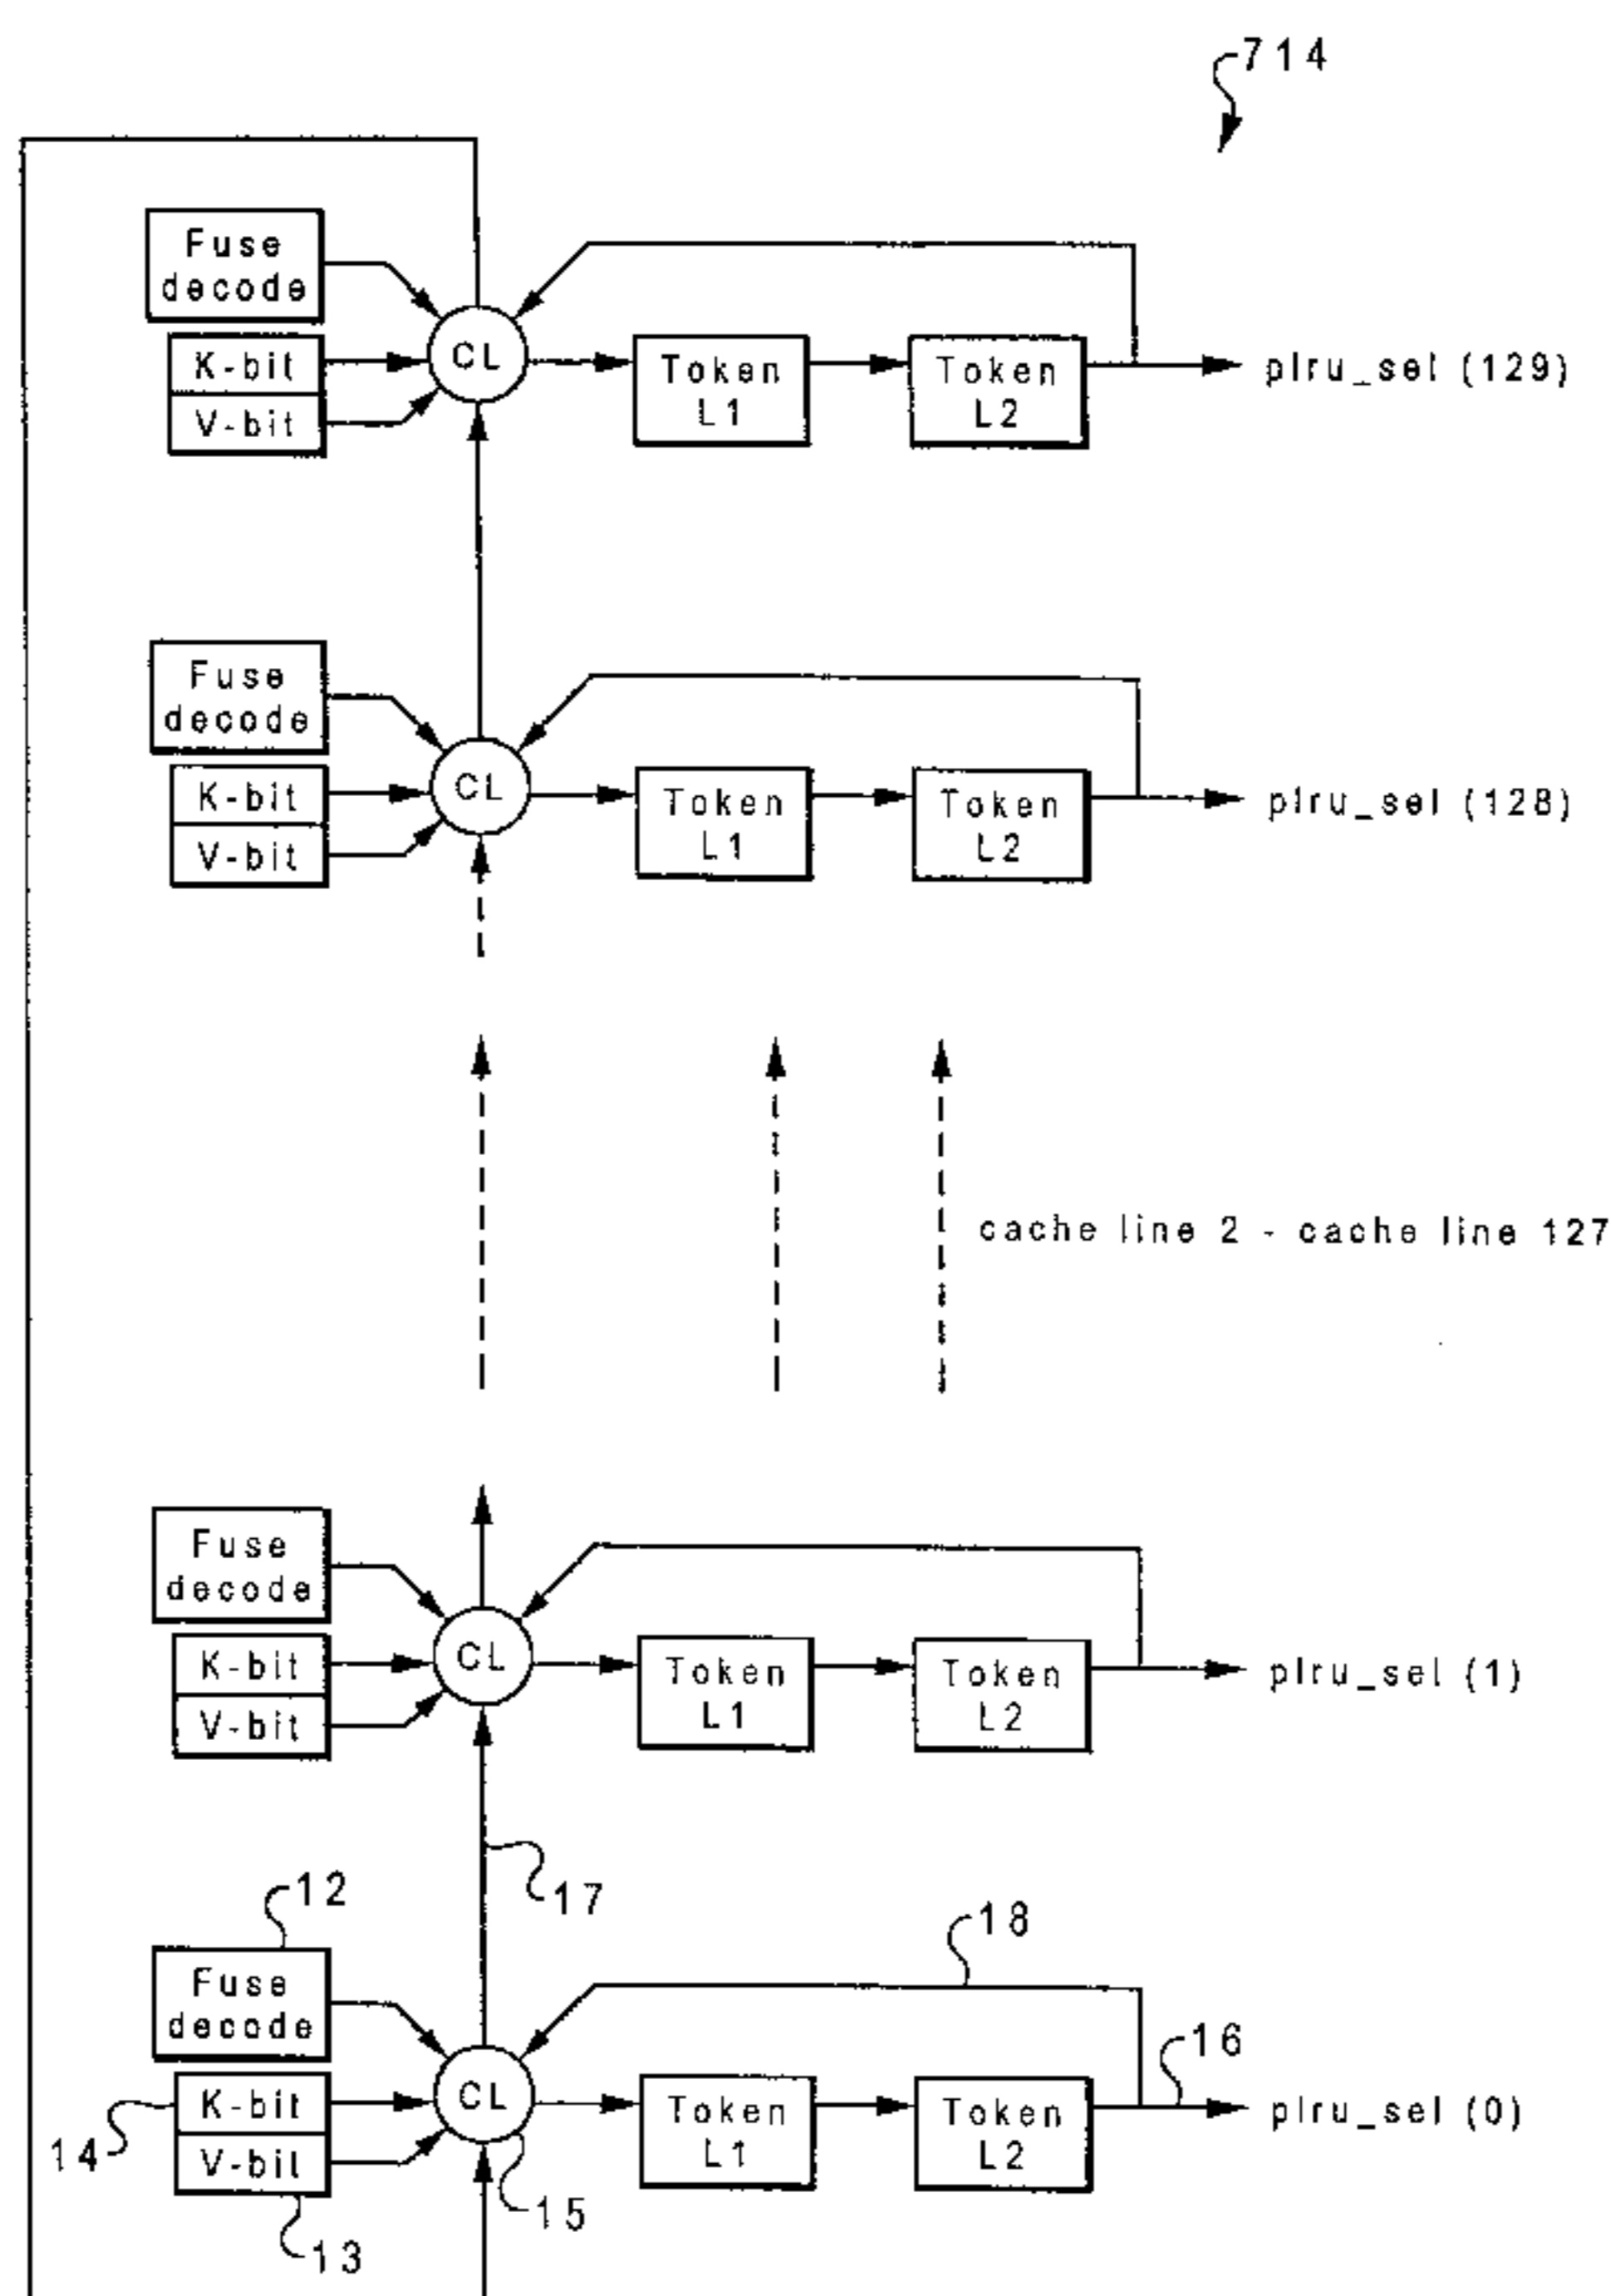 714
Fuse
decode
K-bit
V-bit
CL
Token
L1
Token
L2
plru_sel (129)
Fuse
decode
K-bit
V-bit
CL
Token
L1
Token
L2
plru_sel (128)
cache line 2 - cache line 127
Fuse
decode
K-bit
V-bit
CL
Token
L1
Token
L2
plru_sel (1)
17
12
18
Fuse
decode
K-bit
V-bit
CL
Token
L1
Token
L2
16
plru_sel (0)
14
15
13